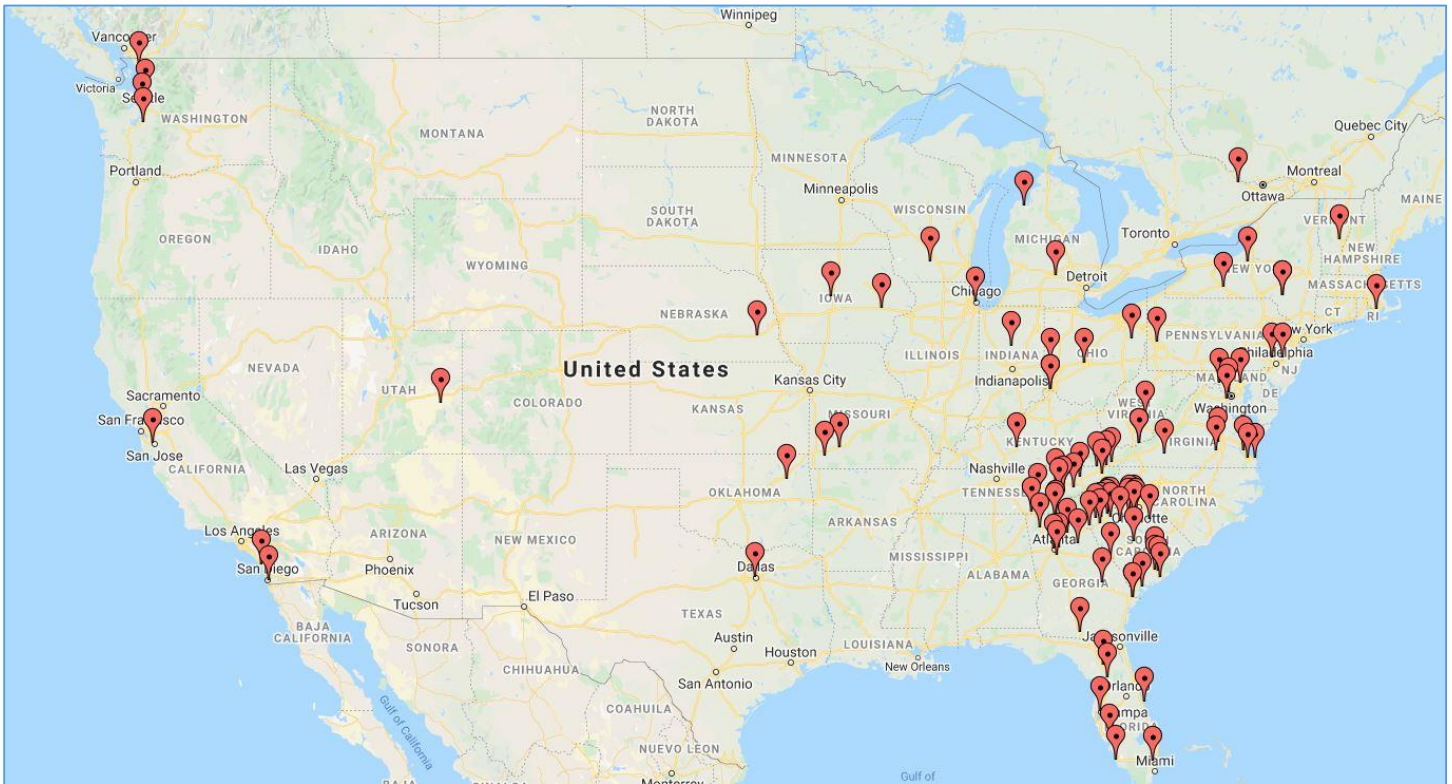 Winnipeg
Vancouver
Victoria
Seattle
WASHINGTON
NORTH
DAKOTA
MONTANA
Quebec City
MINNESOTA
Portland
Montreal
Ottawa
Minneapolis
MAINE
WISCONSIN
SOUTH
DAKOTA
VERMONT
OREGON
IDAHO
MICHIGAN
Toronto
NEW
HAMPSHIRE
WYOMING
Detroit
NEW YORK
MASSACHUSETTS
Chicago
IOWA
CT
RI
NEBRASKA
PENNSYLVANIA
New York
ILLINOIS
INDIANA
OHIO
Philadelphia
NEVADA
United States
Indianapolis
MARYLAND
NJ
UTAH
COLORADO
Kansas City
DE
Sacramento
KANSAS
MISSOURI
WEST
VIRGINIA
Washington
San Francisco
San Jose
KENTUCKY
VIRGINIA
CALIFORNIA
Las Vegas
Nashville
OKLAHOMA
TENNESSEE
NORTH
CAROLINA
Los Angeles
ARKANSAS
Charlotte
ARIZONA
NEW MEXICO
Atlanta
SOUTH
CAROLINA
San Diego
Phoenix
Dallas
MISSISSIPPI
ALABAMA
GEORGIA
Tucson
El Paso
TEXAS
BAJA
CALIFORNIA
Austin
Jacksonville
SONORA
LOUISIANA
Houston
New Orleans
CHIHUAHUA
San Antonio
Orlando
Gulf of California
COAHUILA
Tampa
FLORIDA
NUEVO LEON
Miami
Monterrey
Gulf of
BAJA
SINALOA